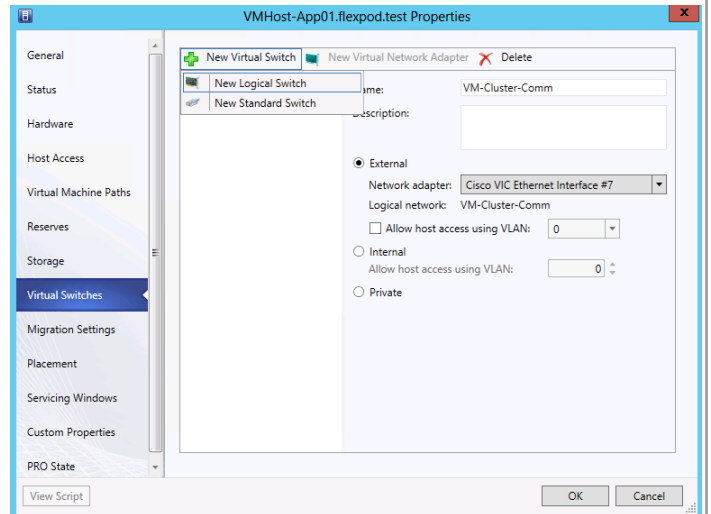 VMHost-App01.flexpod.test Properties
x
General
Status
Hardware
Host Access
Virtual Machine Paths
Reserves
Storage
Virtual Switches
Migration Settings
Placement
Servicing Windows
Custom Properties
PRO State
New Virtual Switch New Virtual Network Adapter Delete
New Logical Switch
New Standard Switch
ame: VM-Cluster-Comm
Description:
External
Network adapter: Cisco VIC Ethernet Interface #7
Logical network: VM-Cluster-Comm
Allow host access using VLAN: 0
Internal
Allow host access using VLAN: 0
Private
View Script OK Cancel